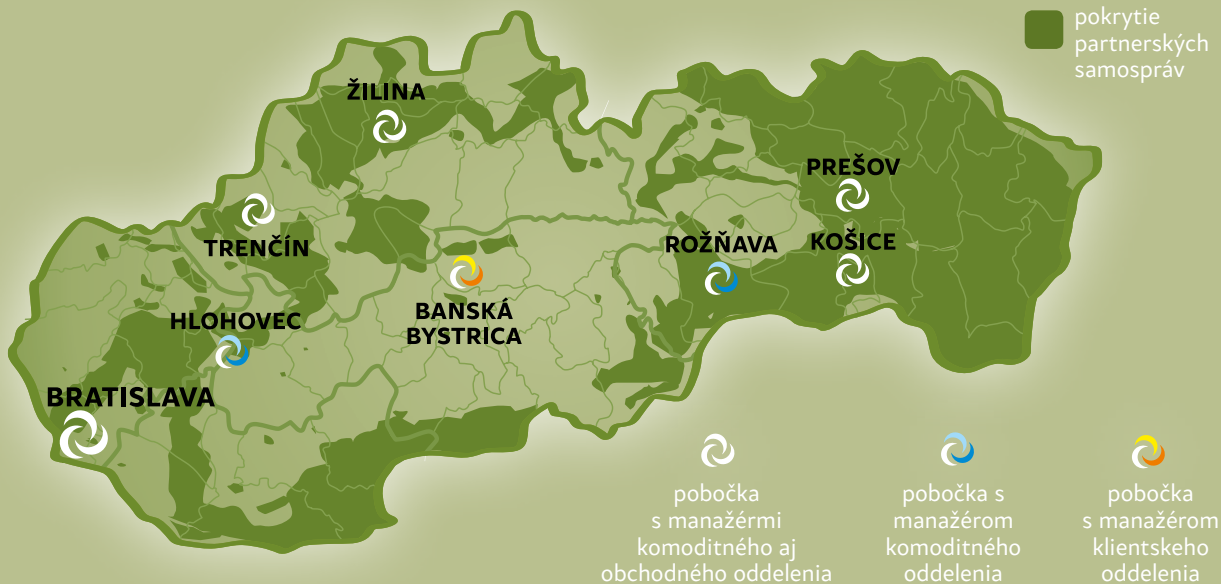 pokrytie
partnerských
samospráv
ŽILINA
PREŠOV
TRENČÍN
ROŽŇAVA
KOŠICE
BANSKÁ
BYSTRICA
HLOHOVEC
BRATISLAVA
pobočka
s manažérmi
komoditného aj
obchodného oddelenia
pobočka s
manažérom
komoditného
oddelenia
pobočka
s manažérom
klientskeho
oddelenia